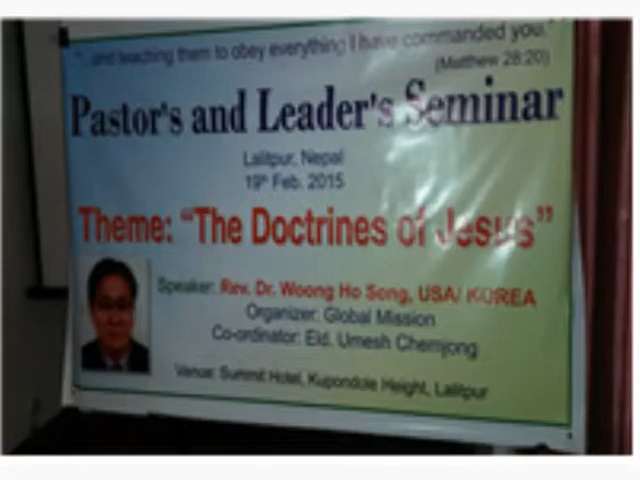 "...and teaching them to obey everything I have commanded you."
(Matthew 28:20)
Pastor's and Leader's Seminar
Lalitpur, Nepal
19th Feb. 2015
Theme: "The Doctrines of Jesus"
Speaker: Rev. Dr. Woong Ho Song, USA/ KOREA
Organizer: Global Mission
Co-ordinator: Eld. Umesh Chemjong
Venue: Summit Hotel, Kupondole Height, Lalitpur